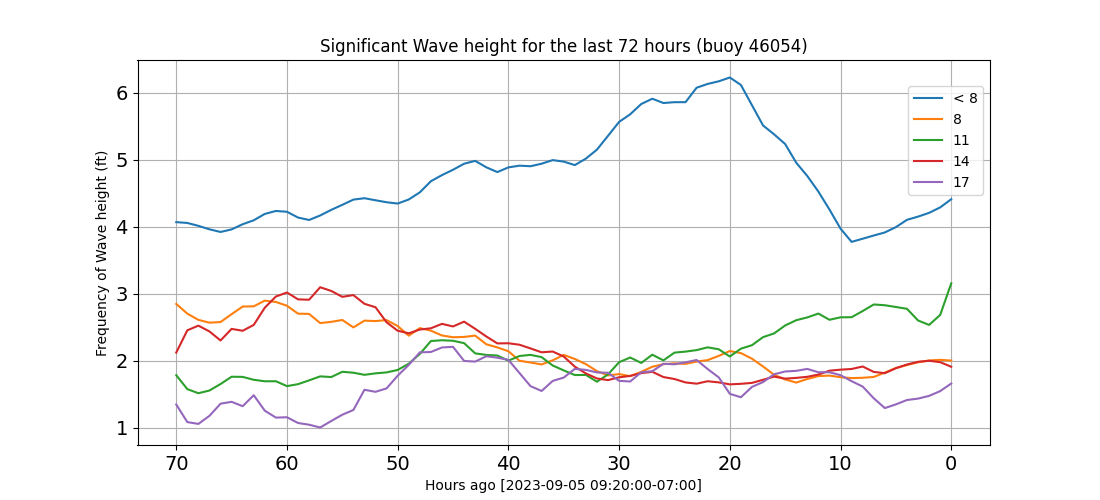 Significant Wave height for the last 72 hours (buoy 46054)
Frequency of Wave height (ft)
6
5
4
3
2
1
< 8
8
11
14
17
70 60 50 40 30 20 10 0
Hours ago [2023-09-05 09:20:00-07:00]